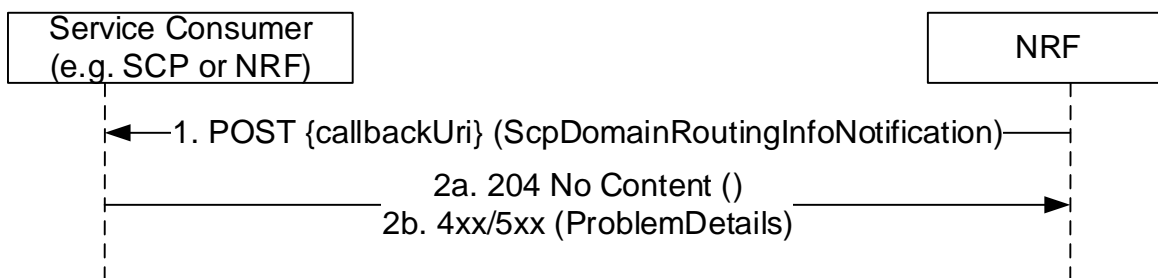 Service Consumer
(e.g. SCP or NRF)
NRF
1. POST {callbackUri} (ScpDomainRoutingInfoNotification)
2a. 204 No Content ()
2b. 4xx/5xx (ProblemDetails)